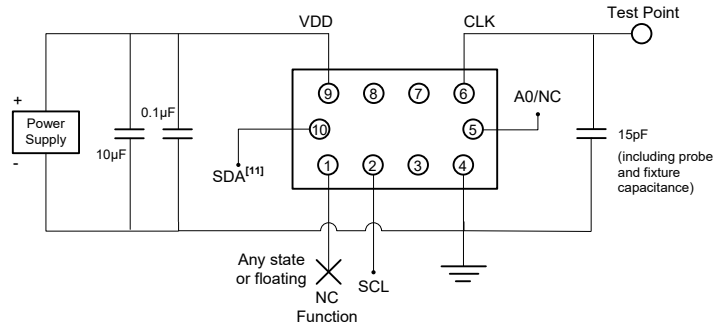 Test Point
VDD
CLK
9
8
7
6
A0/NC
+
Power
Supply
-
10µF
0.1µF
10
5
15pF
(including probe
and fixture
capacitance)
SDA[11]
1
2
3
4
Any state
or floating
NC
Function
SCL